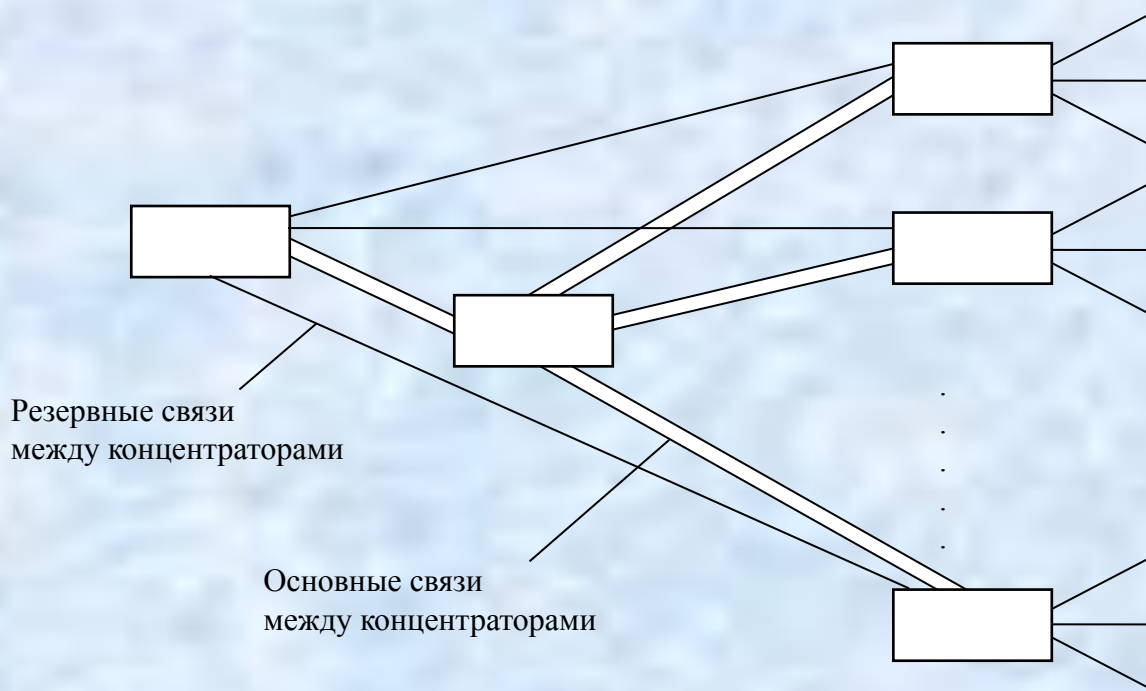 Резервные связи
между концентраторами
Основные связи
между концентраторами